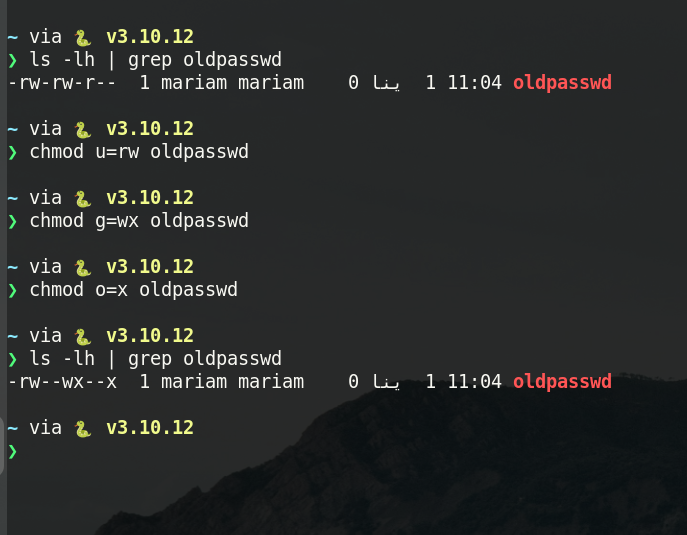 ~ via 🐍 v3.10.12
❯ ls -lh | grep oldpasswd
-rw-rw-r-- 1 mariam mariam 0 ينا 1 11:04 oldpasswd
~ via 🐍 v3.10.12
❯ chmod u=rw oldpasswd
~ via 🐍 v3.10.12
❯ chmod g=wx oldpasswd
~ via 🐍 v3.10.12
❯ chmod o=x oldpasswd
~ via 🐍 v3.10.12
❯ ls -lh | grep oldpasswd
-rw--wx--x 1 mariam mariam 0 ينا 1 11:04 oldpasswd
~ via 🐍 v3.10.12
❯